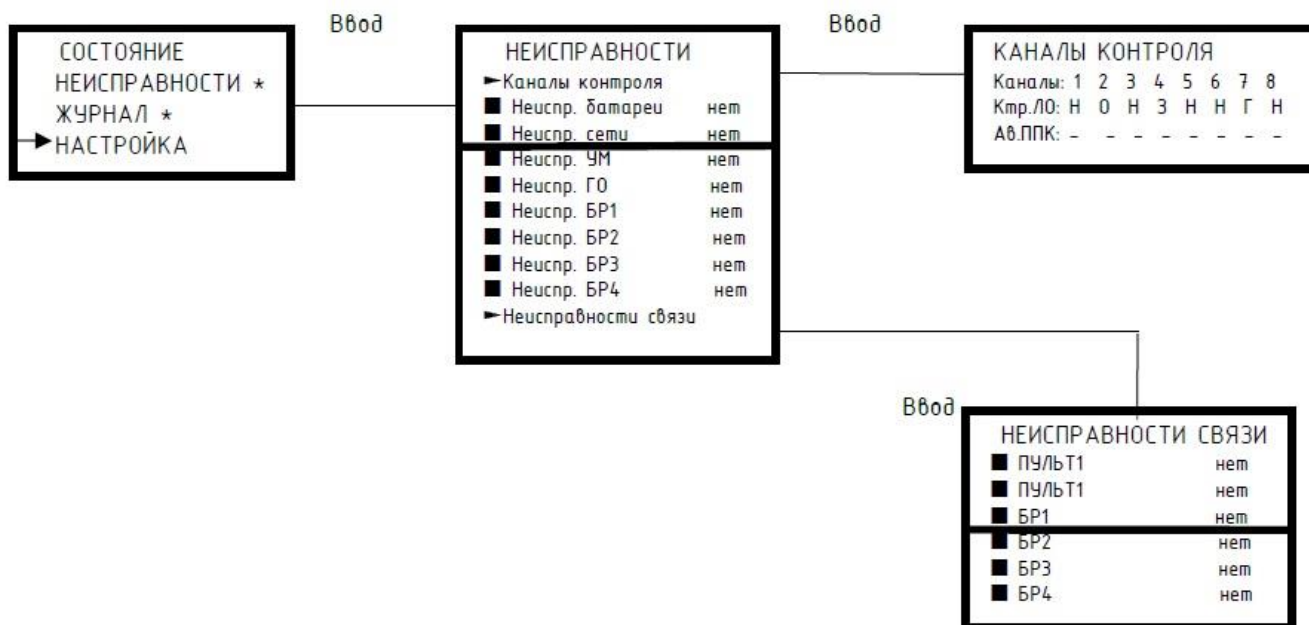 Ввод
СОСТОЯНИЕ
НЕИСПРАВНОСТИ *
ЖУРНАЛ *
НАСТРОЙКА
НЕИСПРАВНОСТИ
Каналы контроля
Неиспр. батареи нет
Неиспр. сети нет
Неиспр. УМ нет
Неиспр. ГО нет
Неиспр. БР1 нет
Неиспр. БР2 нет
Неиспр. БР3 нет
Неиспр. БР4 нет
Неисправности связи
Ввод
КАНАЛЫ КОНТРОЛЯ
Каналы: 1 2 3 4 5 6 7 8
Ктр.ЛО: Н О Н З Н Н Г Н
Ав.ППК: - - - - - - - -
Ввод
НЕИСПРАВНОСТИ СВЯЗИ
ПУЛЬТ1 нет
ПУЛЬТ1 нет
БР1 нет
БР2 нет
БР3 нет
БР4 нет